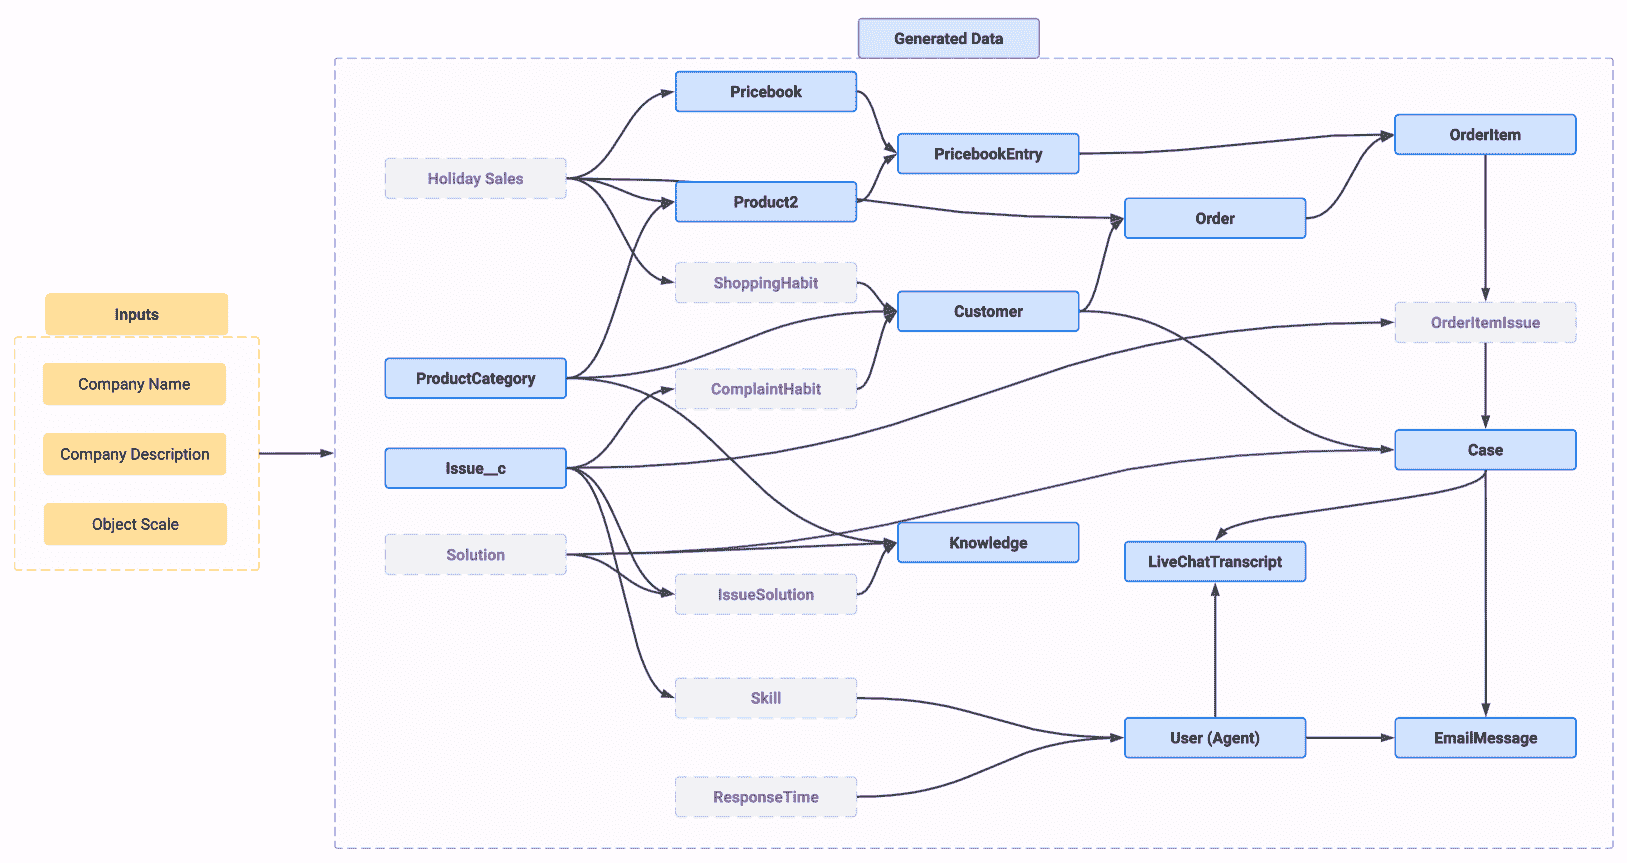 Generated Data
Pricebook
OrderItem
PricebookEntry
Holiday Sales
Product2
Order
ShoppingHabit
Customer
Inputs
OrderItemIssue
ProductCategory
Company Name
ComplaintHabit
Case
Company Description
Issue__c
Object Scale
Knowledge
Solution
LiveChatTranscript
IssueSolution
Skill
User (Agent)
EmailMessage
ResponseTime